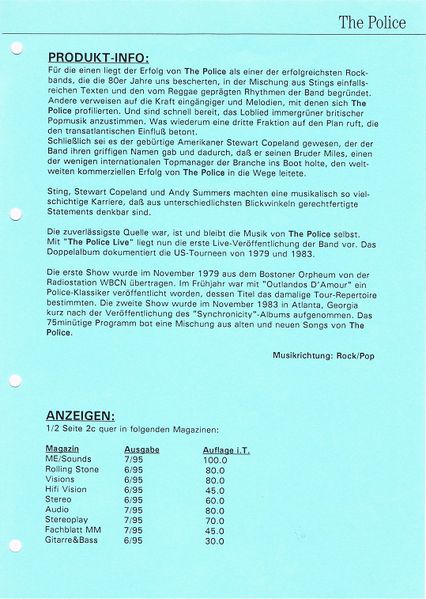 The Police
PRODUKT-INFO:
Für die einen liegt der Erfolg von The Police als einer der erfolgreichsten Rock-
bands, die die 80er Jahre uns bescherten, in der Mischung aus Stings einfalls-
reichen Texten und den vom Reggae geprägten Rhythmen der Band begründet.
Andere verweisen auf die Kraft eingängiger und Melodien, mit denen sich The
Police profilierten. Und sind schnell bereit, das Loblied immergrüner britischer
Popmusik anzustimmen. Was wiederum eine dritte Fraktion auf den Plan ruft, die
den transatlantischen Einfluß betont.
Schließlich sei es der gebürtige Amerikaner Stewart Copeland gewesen, der der
Band ihren griffigen Namen gab und dadurch, daß er seinen Bruder Miles, einen
der wenigen internationalen Topmanager der Branche ins Boot holte, den welt-
weiten kommerziellen Erfolg von The Police in die Wege leitete.
Sting, Stewart Copeland und Andy Summers machten eine musikalisch so viel-
schichtige Karriere, daß aus unterschiedlichsten Blickwinkeln gerechtfertigte
Statements denkbar sind.
Die zuverlässigste Quelle war, ist und bleibt die Musik von The Police selbst.
Mit "The Police Live" liegt nun die erste Live-Veröffentlichung der Band vor. Das
Doppelalbum dokumentiert die US-Tourneen von 1979 und 1983.
Die erste Show wurde im November 1979 aus dem Bostoner Orpheum von der
Radiostation WBCN übertragen. Im Frühjahr war mit "Outlandos D'Amour" ein
Police-Klassiker veröffentlicht worden, dessen Titel das damalige Tour-Repertoire
bestimmten. Die zweite Show wurde im November 1983 in Atlanta, Georgia
kurz nach der Veröffentlichung des "Synchronicity"-Albums aufgenommen. Das
75minütige Programm bot eine Mischung aus alten und neuen Songs von The
Police.
Musikrichtung: Rock/Pop
ANZEIGEN:
1/2 Seite 2c quer in folgenden Magazinen:
Magazin Ausgabe Auflage i.T.
ME/Sounds 7/95 100.0
Rolling Stone 6/95 80.0
Visions 6/95 80.0
Hifi Vision 6/95 45.0
Stereo 6/95 60.0
Audio 7/95 80.0
Stereoplay 7/95 70.0
Fachblatt MM 7/95 45.0
Gitarre&Bass 6/95 30.0